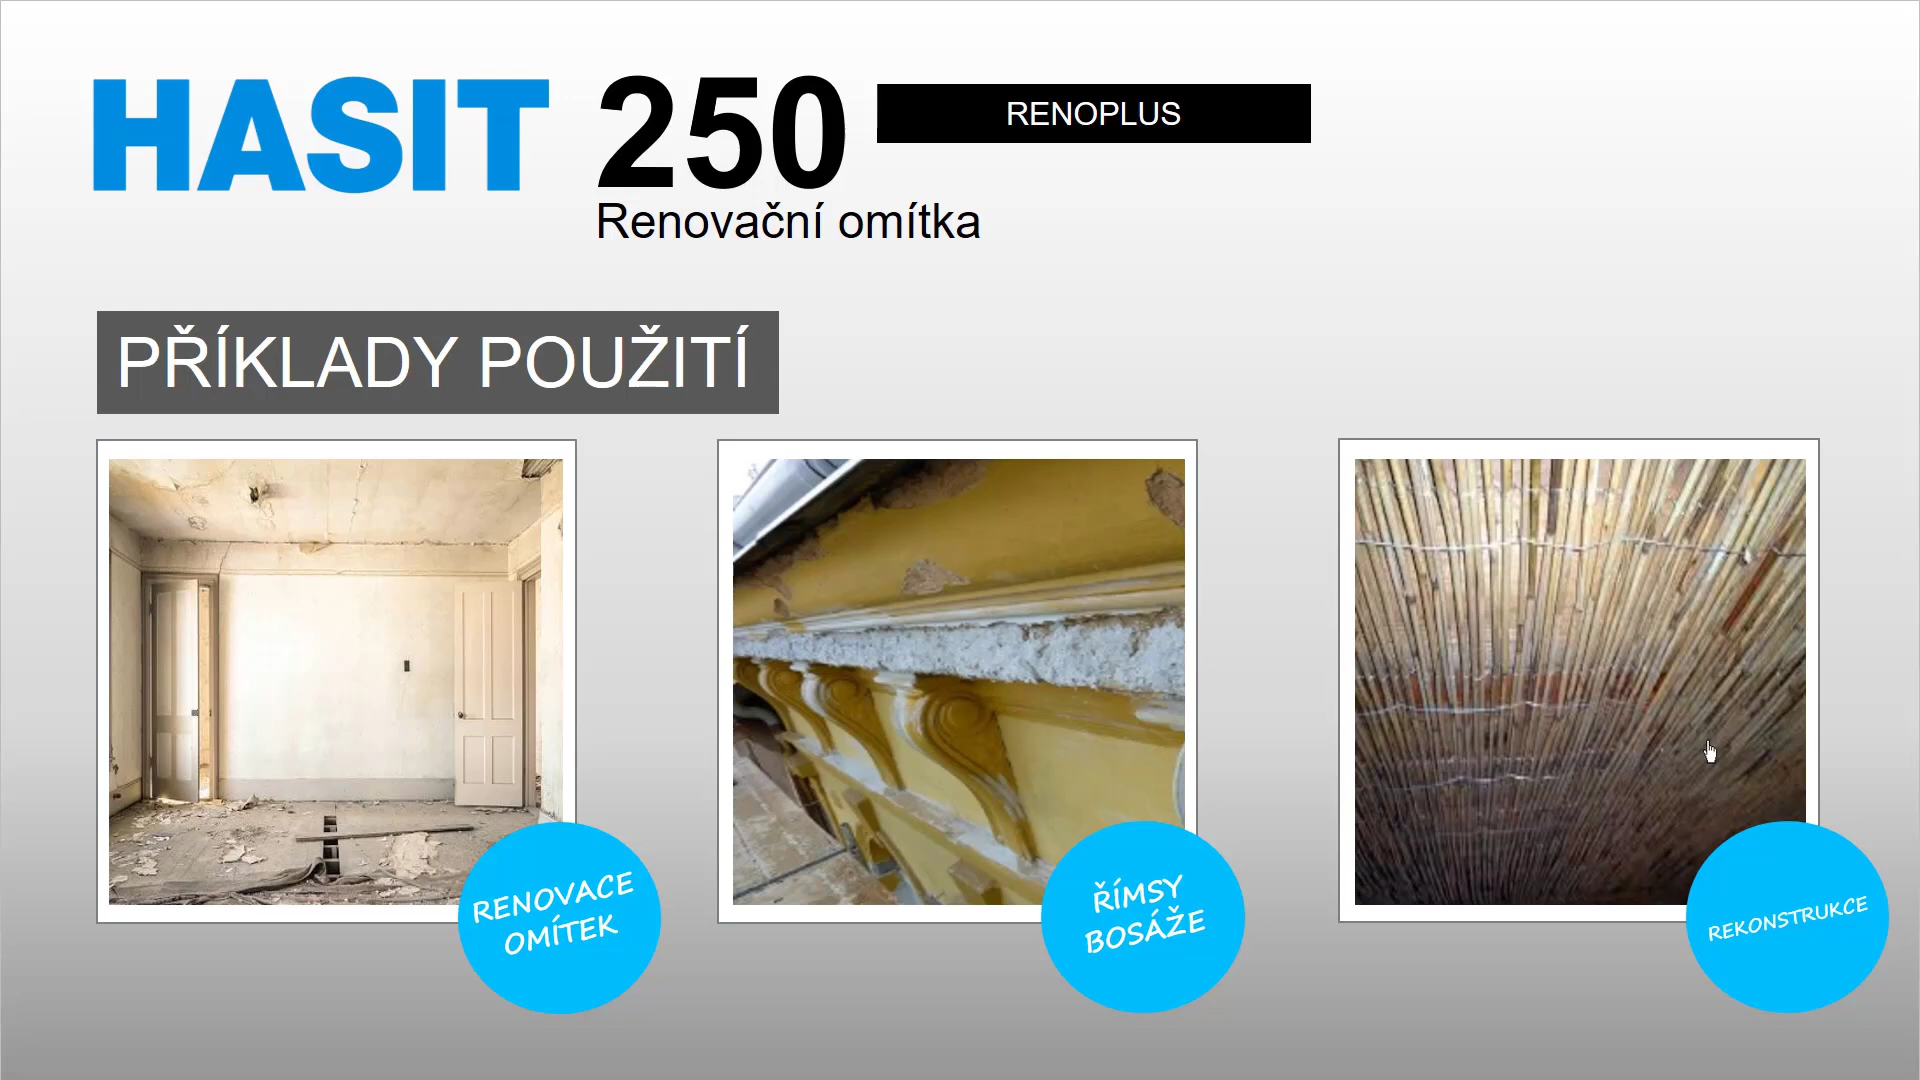 HASIT 250 RENOPLUS
Renovační omítka
PŘÍKLADY POUŽITÍ
RENOVACE
OMÍTEK
ŘÍMSY
BOSÁŽE
REKONSTRUKCE